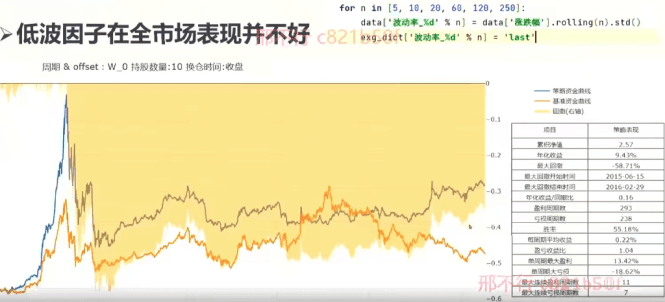 for n in [5, 10, 20, 60, 120, 250]:
data['波动率_%d' % n] = data['涨跌幅'].rolling(n).std()
exg_dict['波动率_%d' % n] = 'last'
➢低波因子在全市场表现并不好
周期 & offset : W_0 持股数量:10 换仓时间:收盘
策略资金曲线
基准资金曲线
回撤(右轴)
0
−0.1
−0.2
−0.3
−0.4
−0.5
−0.6
项目 策略表现
累积净值 2.57
年化收益 9.43%
最大回撤 -58.71%
最大回撤开始时间 2015-06-15
最大回撤结束时间 2016-02-29
年化收益/回撤比 0.16
盈利周期数 293
亏损周期数 238
胜率 55.18%
每周期平均收益 0.22%
盈亏收益比 1.04
单周期最大盈利 13.42%
单周期大亏损 -18.62%
最大连续盈利周期数 11
最大连续亏损周期数 7